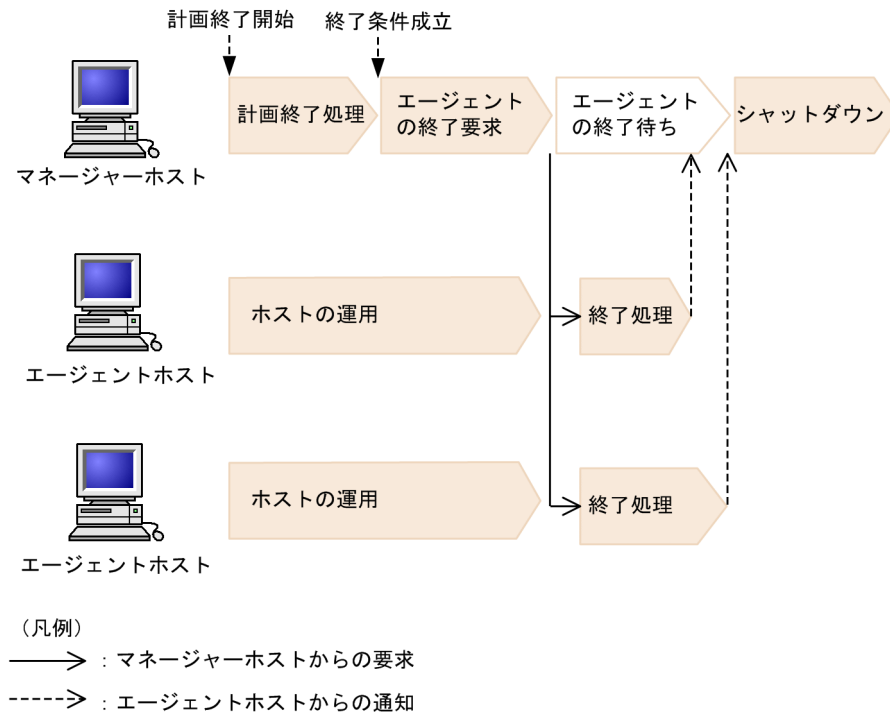 計画終了開始
終了条件成立
計画終了処理
エージェント
の終了要求
エージェント
の終了待ち
シャットダウン
マネージャーホスト
ホストの運用
終了処理
エージェントホスト
ホストの運用
終了処理
エージェントホスト
（凡例）
：マネージャーホストからの要求
：エージェントホストからの通知